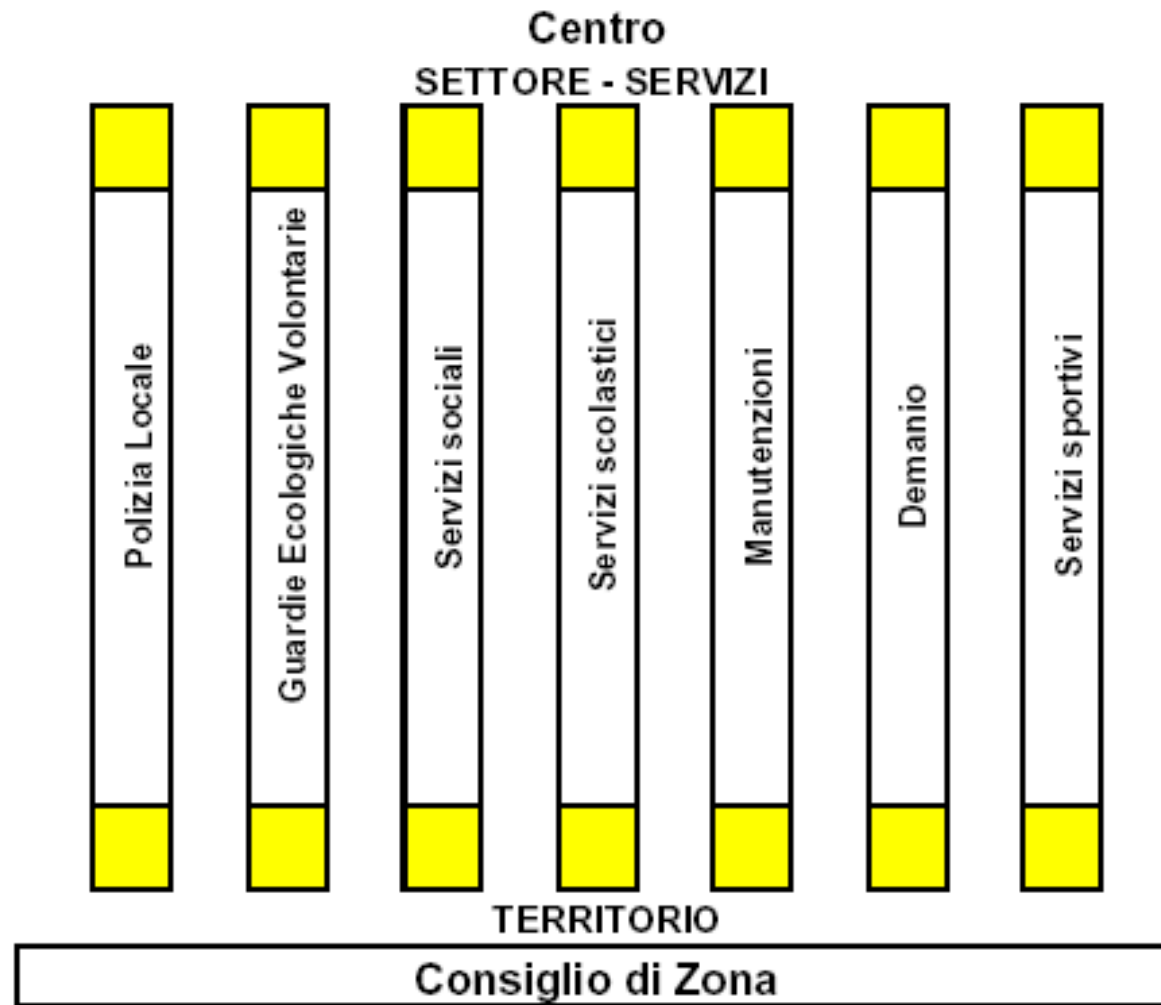 Centro
SETTORE - SERVIZI
Polizia Locale
Guardie Ecologiche Volontarie
Servizi sociali
Servizi scolastici
Manutenzioni
Demanio
Servizi sportivi
TERRITORIO
Consiglio di Zona